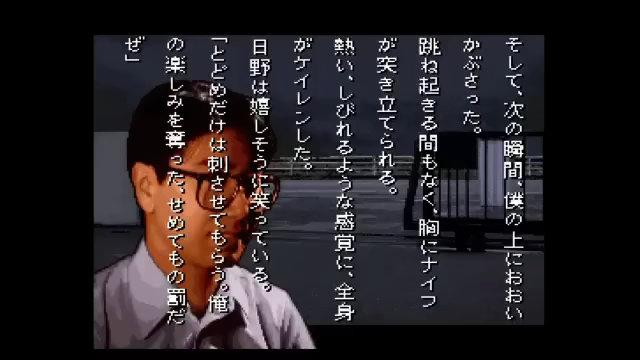 そして、次の瞬間、僕の上におおい
かぶさった。
跳ね起きる間もなく、胸にナイフ
が突き立てられる。
熱い、しびれるような感覚に、全身
がケイレンした。
日野は嬉しそうに笑っている。
「とどめだけは刺させてもらう。俺
の楽しみを奪った、せめてもの罰だ
ぜ」